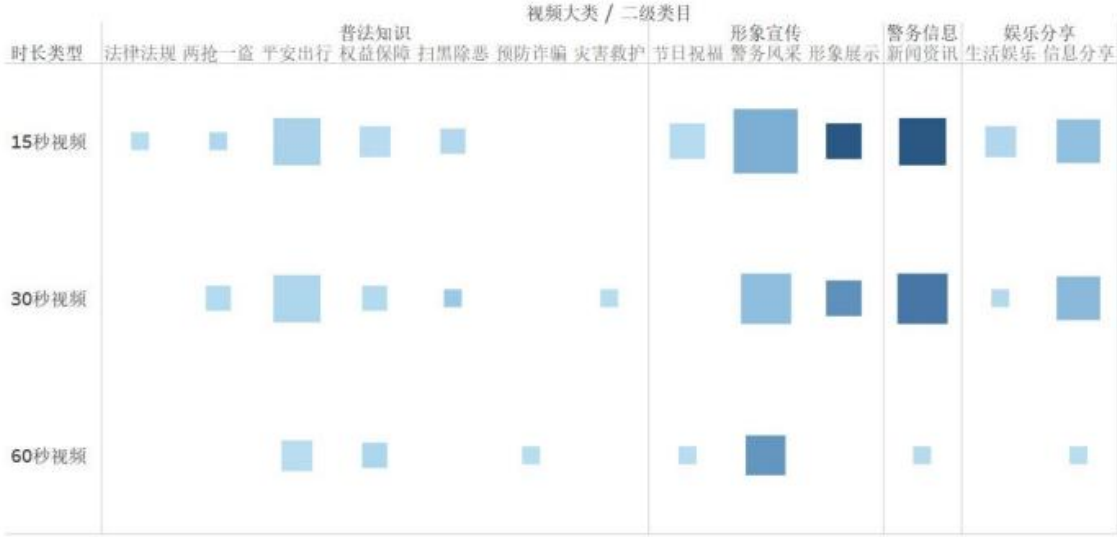 视频大类 / 二级类目
普法知识 形象宣传 警务信息 娱乐分享
时长类型 法律法规 两抢一盗 平安出行 权益保障 扫黑除恶 预防诈骗 灾害救护 节日祝福 警务风采 形象展示 新闻资讯 生活娱乐 信息分享
15秒视频
30秒视频
60秒视频